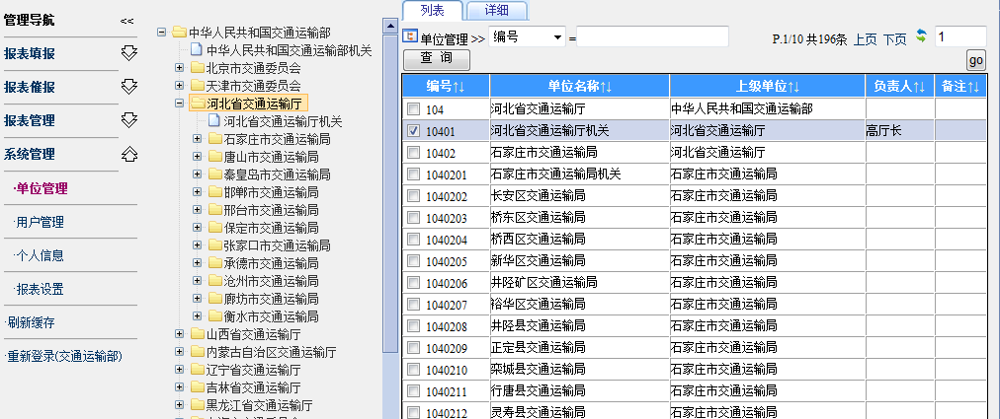 管理导航 <<
报表填报
报表催报
报表管理
系统管理
·单位管理
·用户管理
·个人信息
·报表设置
·刷新缓存
·重新登录(交通运输部)
中华人民共和国交通运输部
中华人民共和国交通运输部机关
北京市交通委员会
天津市交通委员会
河北省交通运输厅
河北省交通运输厅机关
石家庄市交通运输局
唐山市交通运输局
秦皇岛市交通运输局
邯郸市交通运输局
邢台市交通运输局
保定市交通运输局
张家口市交通运输局
承德市交通运输局
沧州市交通运输局
廊坊市交通运输局
衡水市交通运输局
山西省交通运输厅
内蒙古自治区交通运输厅
辽宁省交通运输厅
吉林省交通运输厅
黑龙江省交通运输厅
列表 详细
单位管理 >> 编号 = P.1/10 共196条 上页 下页 1
查 询 go
编号↑↓ 单位名称↑↓ 上级单位↑↓ 负责人↑↓ 备注↑↓
104 河北省交通运输厅 中华人民共和国交通运输部
10401 河北省交通运输厅机关 河北省交通运输厅 高厅长
10402 石家庄市交通运输局 河北省交通运输厅
1040201 石家庄市交通运输局机关 石家庄市交通运输局
1040202 长安区交通运输局 石家庄市交通运输局
1040203 桥东区交通运输局 石家庄市交通运输局
1040204 桥西区交通运输局 石家庄市交通运输局
1040205 新华区交通运输局 石家庄市交通运输局
1040206 井陉矿区交通运输局 石家庄市交通运输局
1040207 裕华区交通运输局 石家庄市交通运输局
1040208 井陉县交通运输局 石家庄市交通运输局
1040209 正定县交通运输局 石家庄市交通运输局
1040210 栾城县交通运输局 石家庄市交通运输局
1040211 行唐县交通运输局 石家庄市交通运输局
1040212 灵寿县交通运输局 石家庄市交通运输局